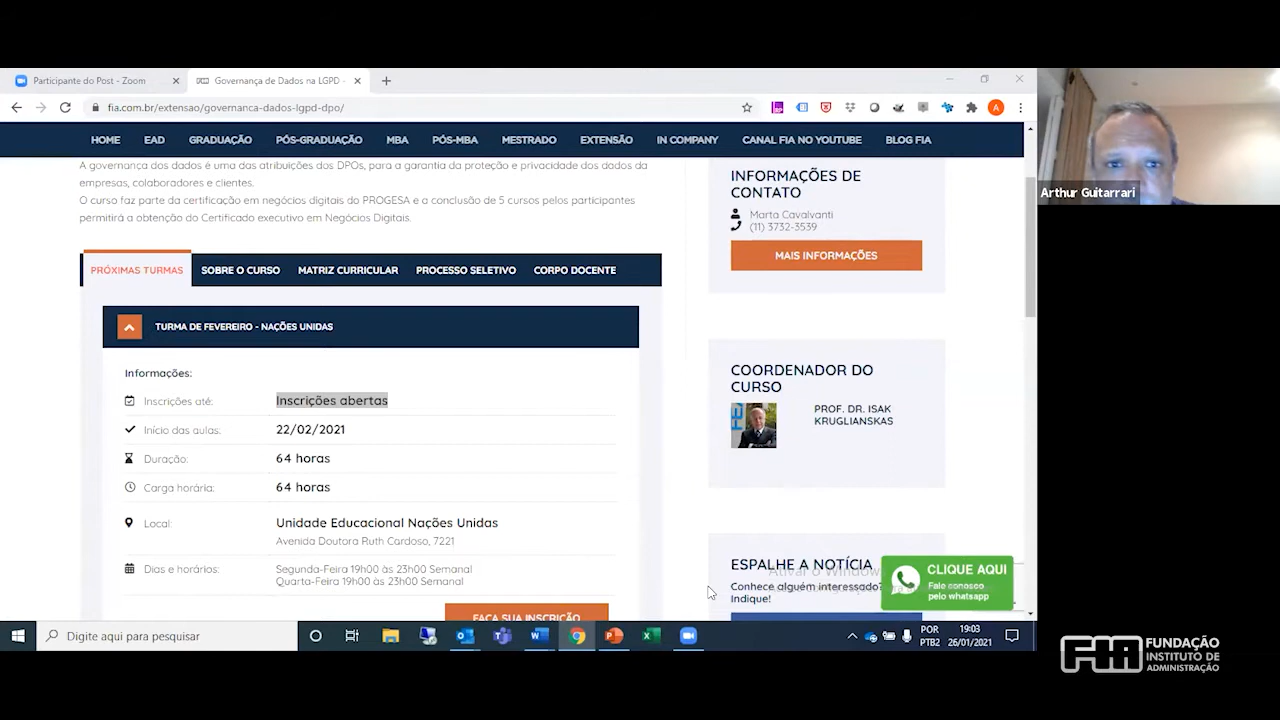 Participante do Post - Zoom
Governança de Dados na LGPD -
fia.com.br/extensao/governanca-dados-lgpd-dpo/
HOME EAD GRADUAÇÃO PÓS-GRADUAÇÃO MBA PÓS-MBA MESTRADO EXTENSÃO IN COMPANY CANAL FIA NO YOUTUBE BLOG FIA
A governança dos dados é uma das atribuições dos DPOs, para a garantia da proteção e privacidade dos dados da
empresas, colaboradores e clientes.
O curso faz parte da certificação em negócios digitais do PROGESA e a conclusão de 5 cursos pelos participantes
permitirá a obtenção do Certificado executivo em Negócios Digitais.
PRÓXIMAS TURMAS SOBRE O CURSO MATRIZ CURRICULAR PROCESSO SELETIVO CORPO DOCENTE
TURMA DE FEVEREIRO - NAÇÕES UNIDAS
Informações:
Inscrições até: Inscrições abertas
Início das aulas: 22/02/2021
Duração: 64 horas
Carga horária: 64 horas
Local: Unidade Educacional Nações Unidas
Avenida Doutora Ruth Cardoso, 7221
Dias e horários: Segunda-Feira 19h00 às 23h00 Semanal
Quarta-Feira 19h00 às 23h00 Semanal
FAÇA SUA INSCRIÇÃO
INFORMAÇÕES DE
CONTATO
Marta Cavalvanti
(11) 3732-3539
MAIS INFORMAÇÕES
COORDENADOR DO
CURSO
PROF. DR. ISAK
KRUGLIANSKAS
ESPALHE A NOTÍCIA
Ativar o Windows
Conhece alguém interessado?
Indique!
CLIQUE AQUI
Fale conosco
pelo whatsapp
Arthur Guitarrari
Digite aqui para pesquisar
POR
PTB2
19:03
26/01/2021
FIA FUNDAÇÃO
INSTITUTO DE
ADMINISTRAÇÃO